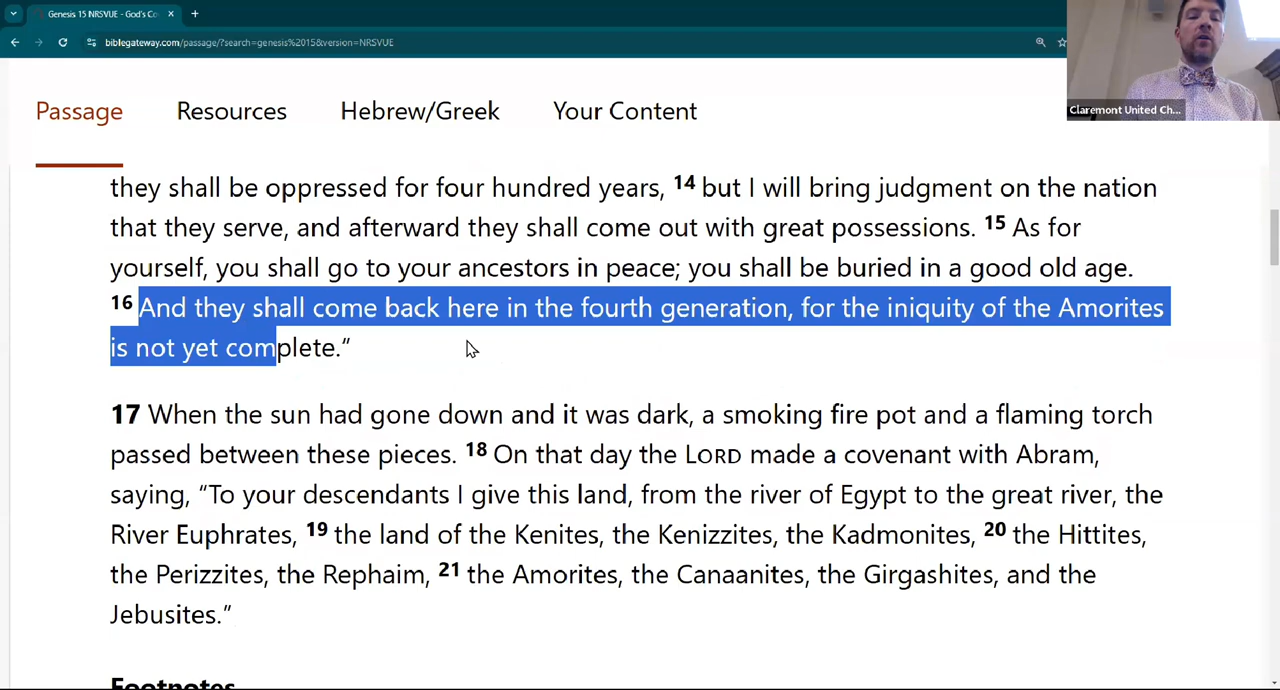 Genesis 15 NRSVUE - God's Co
biblegateway.com/passage/?search=genesis%2015&version=NRSVUE
Claremont United Ch...
Passage Resources Hebrew/Greek Your Content
they shall be oppressed for four hundred years, 14 but I will bring judgment on the nation
that they serve, and afterward they shall come out with great possessions. 15 As for
yourself, you shall go to your ancestors in peace; you shall be buried in a good old age.
16 And they shall come back here in the fourth generation, for the iniquity of the Amorites
is not yet complete.”
17 When the sun had gone down and it was dark, a smoking fire pot and a flaming torch
passed between these pieces. 18 On that day the LORD made a covenant with Abram,
saying, “To your descendants I give this land, from the river of Egypt to the great river, the
River Euphrates, 19 the land of the Kenites, the Kenizzites, the Kadmonites, 20 the Hittites,
the Perizzites, the Rephaim, 21 the Amorites, the Canaanites, the Girgashites, and the
Jebusites.”
Footnotes